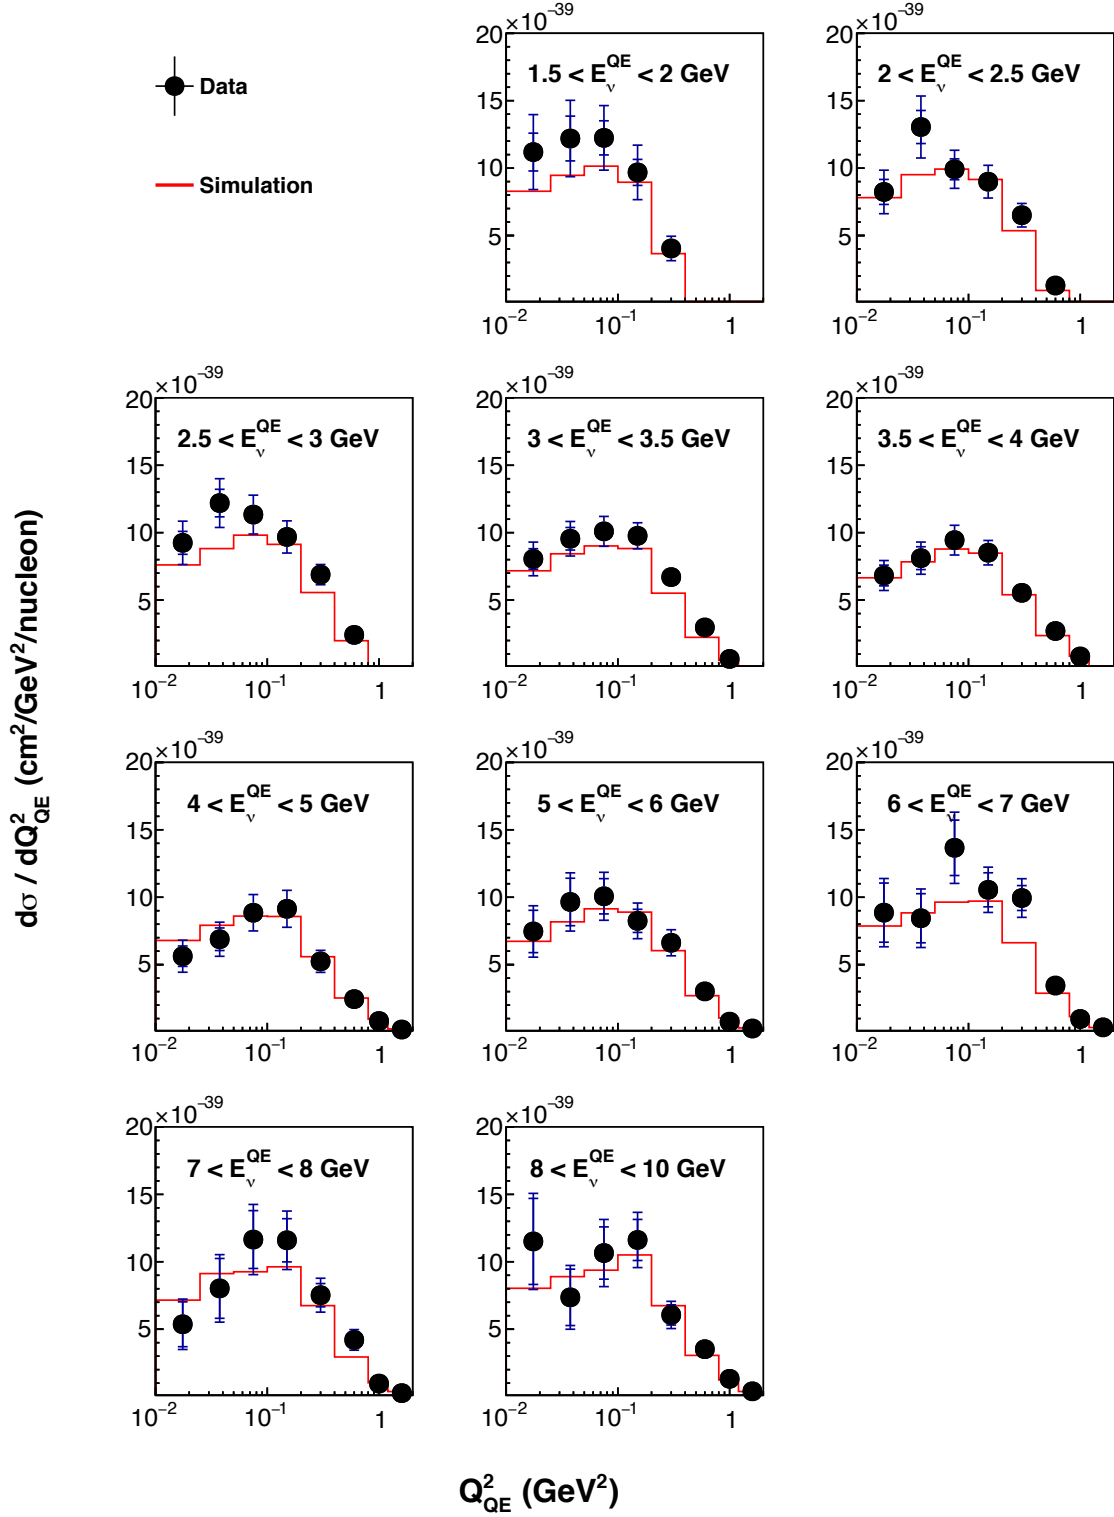 Data
Simulation
×10⁻³⁹
20
15
10
5
1.5 < E_ν^QE < 2 GeV
10⁻² 10⁻¹ 1
×10⁻³⁹
20
15
10
5
2 < E_ν^QE < 2.5 GeV
10⁻² 10⁻¹ 1
×10⁻³⁹
20
15
10
5
2.5 < E_ν^QE < 3 GeV
10⁻² 10⁻¹ 1
×10⁻³⁹
20
15
10
5
3 < E_ν^QE < 3.5 GeV
10⁻² 10⁻¹ 1
×10⁻³⁹
20
15
10
5
3.5 < E_ν^QE < 4 GeV
10⁻² 10⁻¹ 1
dσ / dQ²_QE (cm²/GeV²/nucleon)
×10⁻³⁹
20
15
10
5
4 < E_ν^QE < 5 GeV
10⁻² 10⁻¹ 1
×10⁻³⁹
20
15
10
5
5 < E_ν^QE < 6 GeV
10⁻² 10⁻¹ 1
×10⁻³⁹
20
15
10
5
6 < E_ν^QE < 7 GeV
10⁻² 10⁻¹ 1
×10⁻³⁹
20
15
10
5
7 < E_ν^QE < 8 GeV
10⁻² 10⁻¹ 1
×10⁻³⁹
20
15
10
5
8 < E_ν^QE < 10 GeV
10⁻² 10⁻¹ 1
Q²_QE (GeV²)